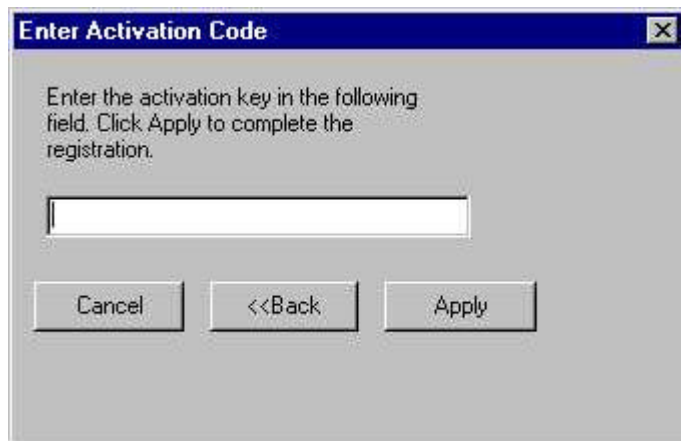 Enter Activation Code
Enter the activation key in the following
field. Click Apply to complete the
registration.
Cancel
<<Back
Apply